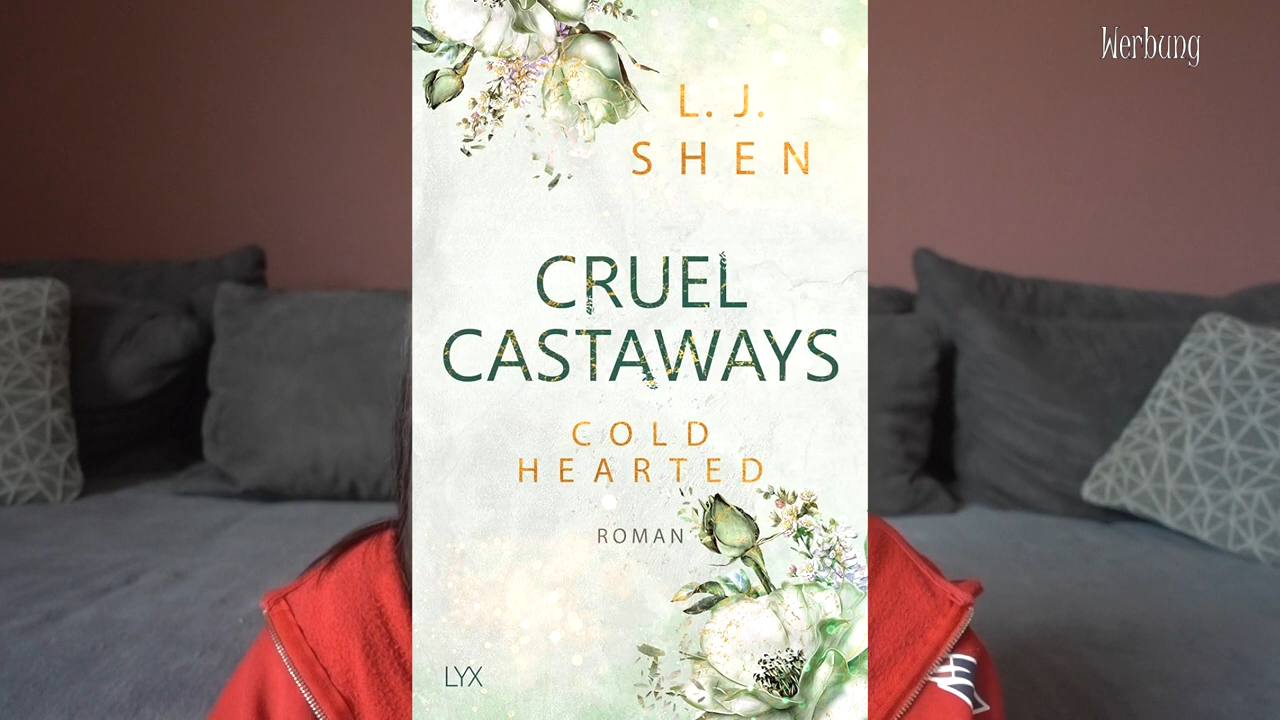 Werbung
L. J.
SHEN
CRUEL
CASTAWAYS
COLD
HEARTED
ROMAN
LYX